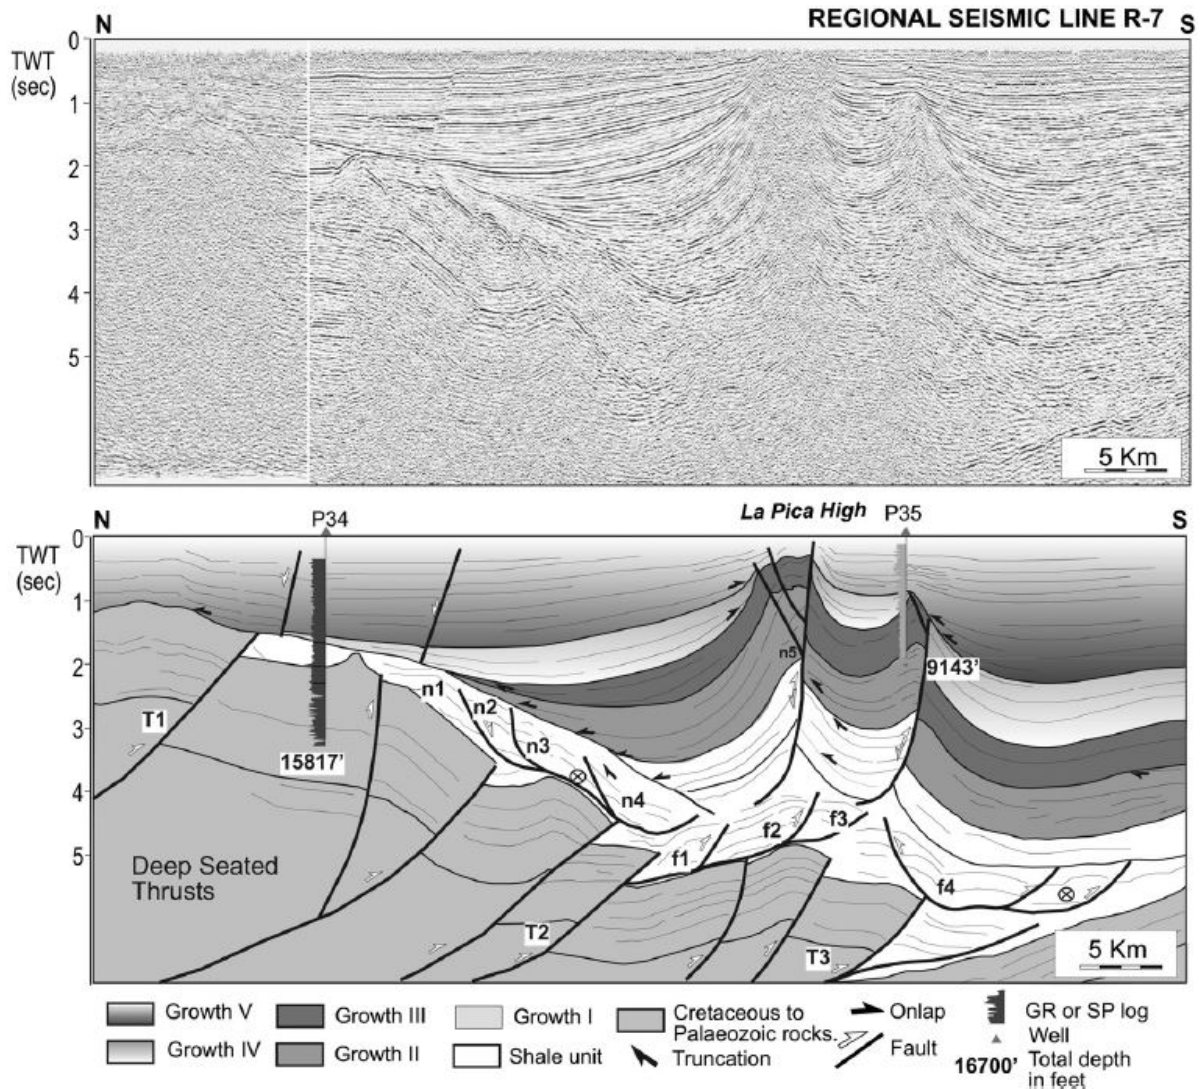 REGIONAL SEISMIC LINE R-7
N S
TWT
(sec)
0
1
2
3
4
5
5 Km
La Pica High
N P34 P35 S
TWT
(sec)
0
1
2
3
4
5
n1
n2
n3
n4
n5
9143'
T1
15817'
Deep Seated
Thrusts
f1
f2
f3
f4
T2
T3
5 Km
Growth V
Growth III
Growth I
Cretaceous to
Palaeozoic rocks.
Onlap
GR or SP log
Growth IV
Growth II
Shale unit
Truncation
Fault
Well
16700' Total depth
in feet